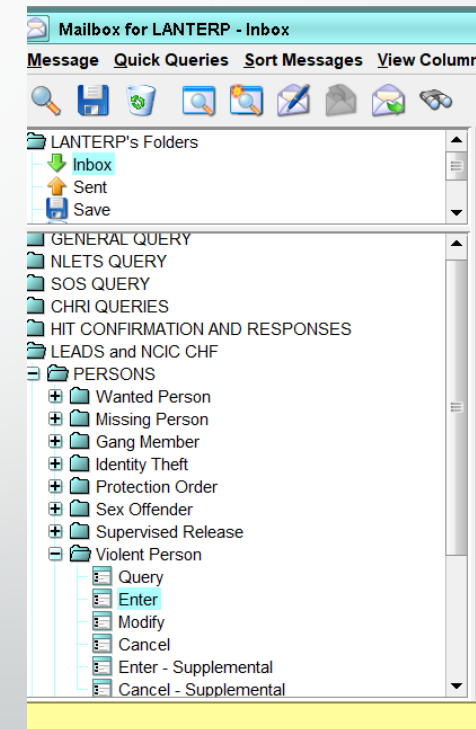 Mailbox for LANTERP - Inbox
Message Quick Queries Sort Messages View Column
LANTERP's Folders
Inbox
Sent
Save
GENERAL QUERY
NLETS QUERY
SOS QUERY
CHRI QUERIES
HIT CONFIRMATION AND RESPONSES
LEADS and NCIC CHF
PERSONS
Wanted Person
Missing Person
Gang Member
Identity Theft
Protection Order
Sex Offender
Supervised Release
Violent Person
Query
Enter
Modify
Cancel
Enter - Supplemental
Cancel - Supplemental